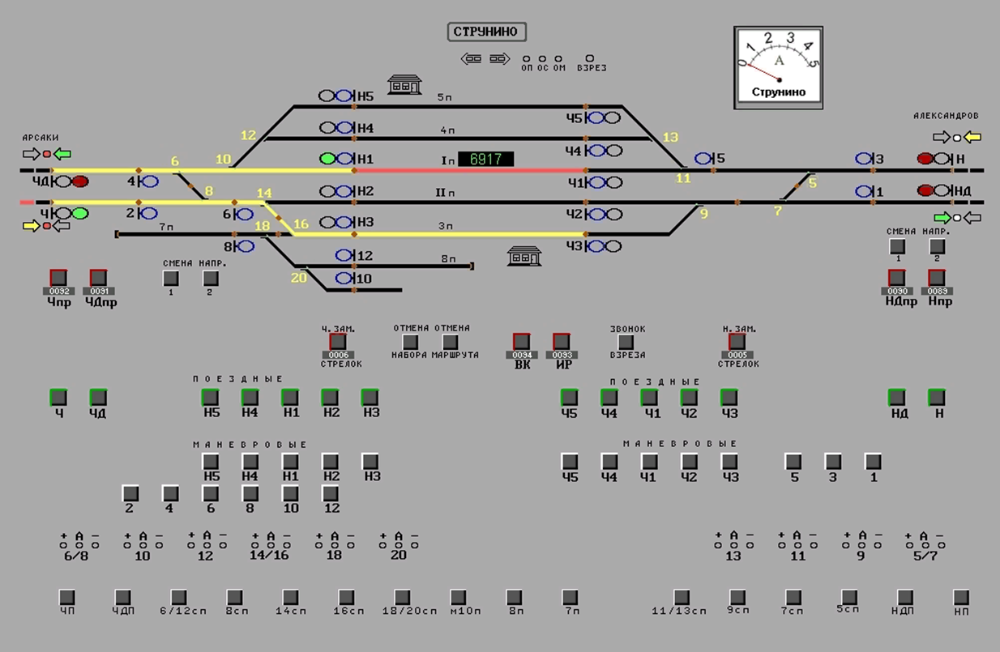 СТРУНИНО
ОП ОС ОМ ВЗРЕЗ
0 1 2 3 4 5
А
Струнино
АРСАКИ
АЛЕКСАНДРОВ
Н5 5п Ч5
12 Н4 4п 13
6 10 Н1 Iп 6917 Ч4 5 3 Н
ЧД 4 Ч1 11 5
8 14 Н2 IIп 1 НД
Ч 2 6 Ч2 9 7
7п 18 16 Н3 3п
8 Ч3
12 8п
20 10
СМЕНА НАПР.
1 2
СМЕНА НАПР.
1 2
0092 0091
Чпр ЧДпр
0090 0089
НДпр Нпр
Ч.ЗАМ. ОТМЕНА ОТМЕНА ЗВОНОК Н.ЗАМ.
0006 НАБОРА МАРШРУТА 0094 0093 ВЗРЕЗА 0005
СТРЕЛОК ВК ИР СТРЕЛОК
ПОЕЗДНЫЕ ПОЕЗДНЫЕ
Ч ЧД Н5 Н4 Н1 Н2 Н3 Ч5 Ч4 Ч1 Ч2 Ч3 НД Н
МАНЕВРОВЫЕ МАНЕВРОВЫЕ
Н5 Н4 Н1 Н2 Н3 Ч5 Ч4 Ч1 Ч2 Ч3 5 3 1
2 4 6 8 10 12
+ А − + А − + А − + А − + А − + А − + А − + А − + А − + А −
6/8 10 12 14/16 18 20 13 11 9 5/7
ЧП ЧДП 6/12сп 8сп 14сп 16сп 18/20сп м10п 8п 7п 11/13сп 9сп 7сп 5сп НДП НП